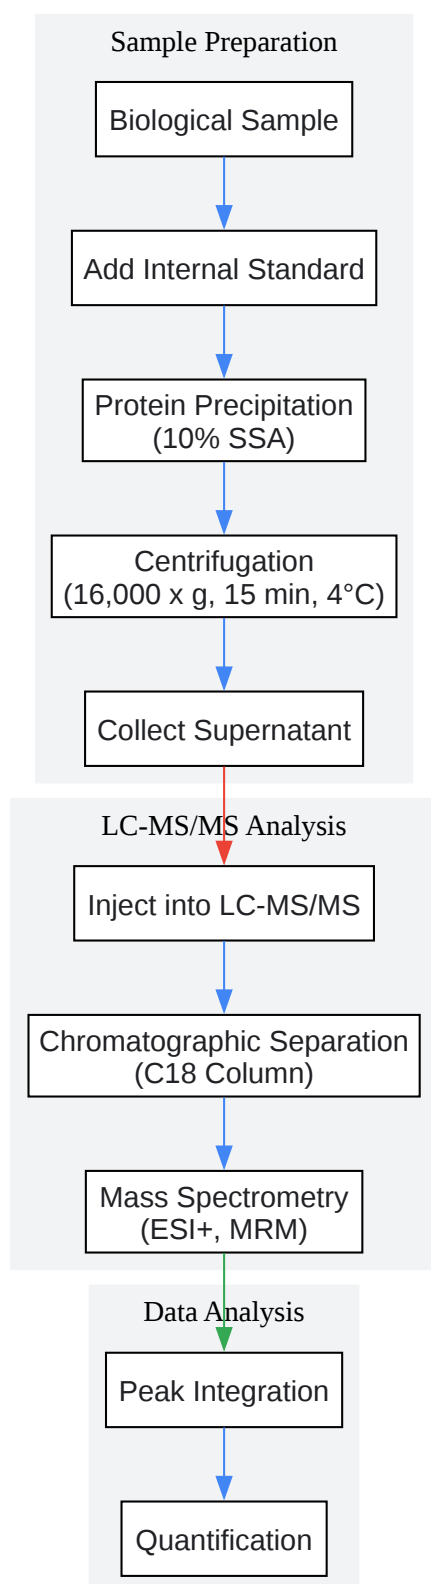 Sample Preparation
Biological Sample
Add Internal Standard
Protein Precipitation
(10% SSA)
Centrifugation
(16,000 x g, 15 min, 4°C)
Collect Supernatant
LC-MS/MS Analysis
Inject into LC-MS/MS
Chromatographic Separation
(C18 Column)
Mass Spectrometry
(ESI+, MRM)
Data Analysis
Peak Integration
Quantification